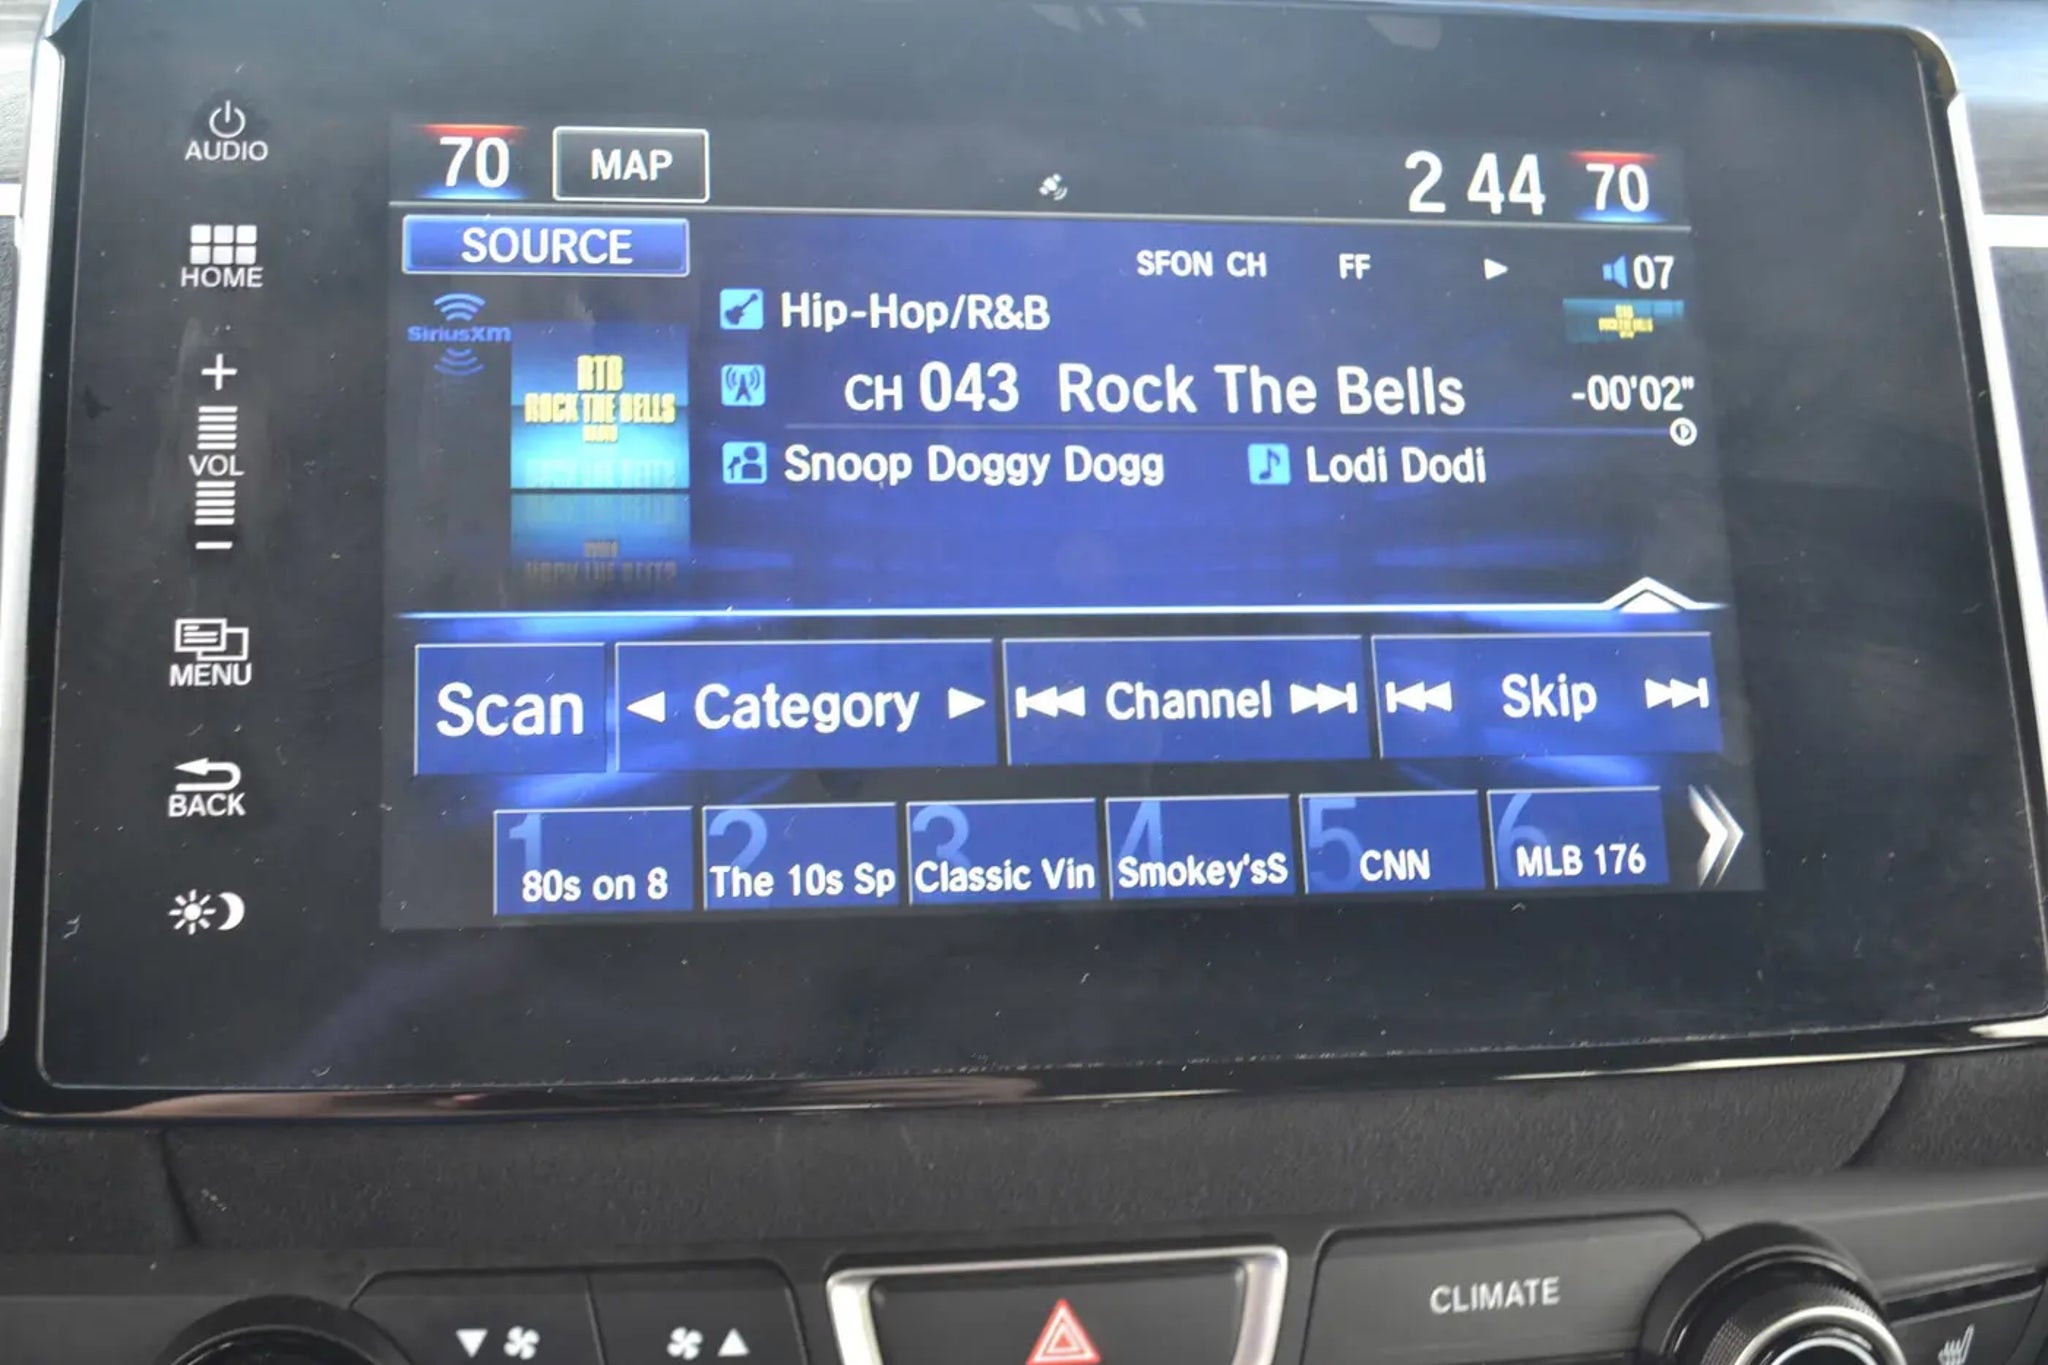 AUDIO
70 MAP 2 44 70
SOURCE
SFON CH FF 07
HOME
SiriusXM
Hip-Hop/R&B
RTB
ROCK THE BELLS
RADIO
CH 043 Rock The Bells -00'02"
Snoop Doggy Dogg Lodi Dodi
+
VOL
-
MENU
Scan Category Channel Skip
BACK
1 80s on 8
2 The 10s Sp
3 Classic Vin
4 Smokey'sS
5 CNN
6 MLB 176
CLIMATE